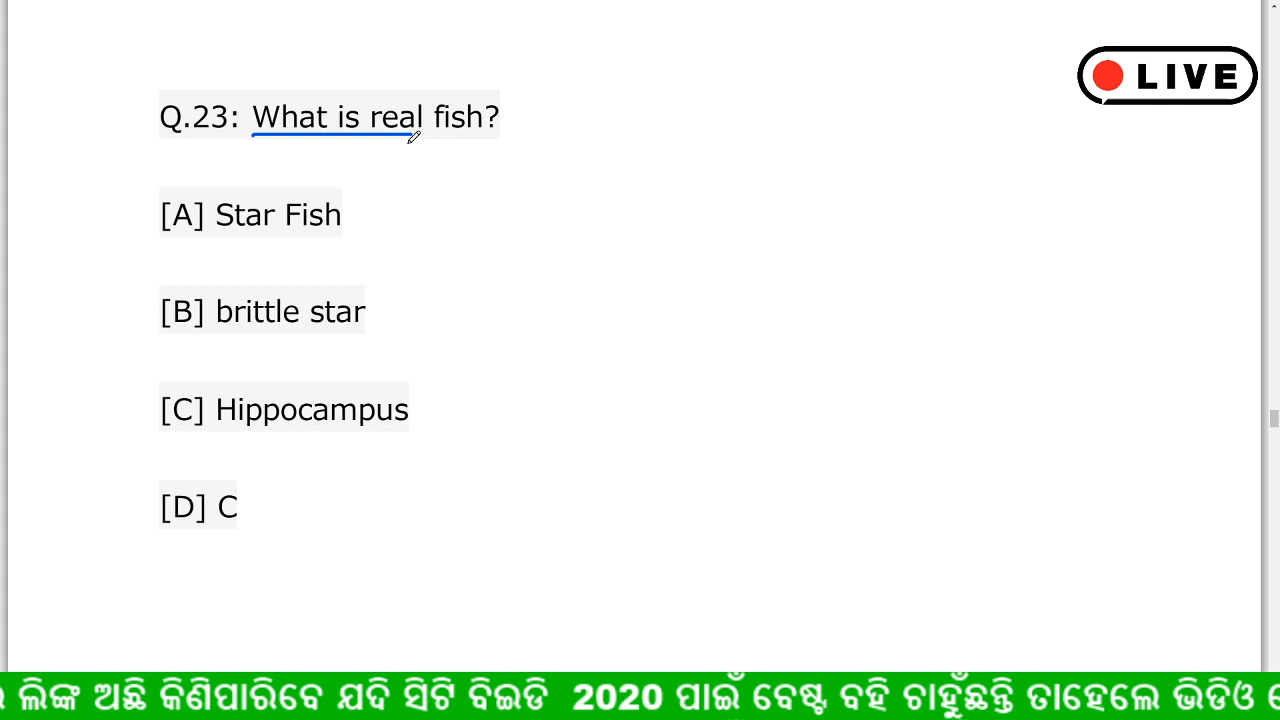 LIVE
Q.23: What is real fish?
[A] Star Fish
[B] brittle star
[C] Hippocampus
[D] C
ଲିଙ୍କ ଅଛି କିଣିପାରିବେ ଯଦି ସିଟି ବିଇଡି 2020 ପାଇଁ ବେଷ୍ଟ ବହି ଚାହୁଁଛନ୍ତି ତାହେଲେ ଭିଡିଓ